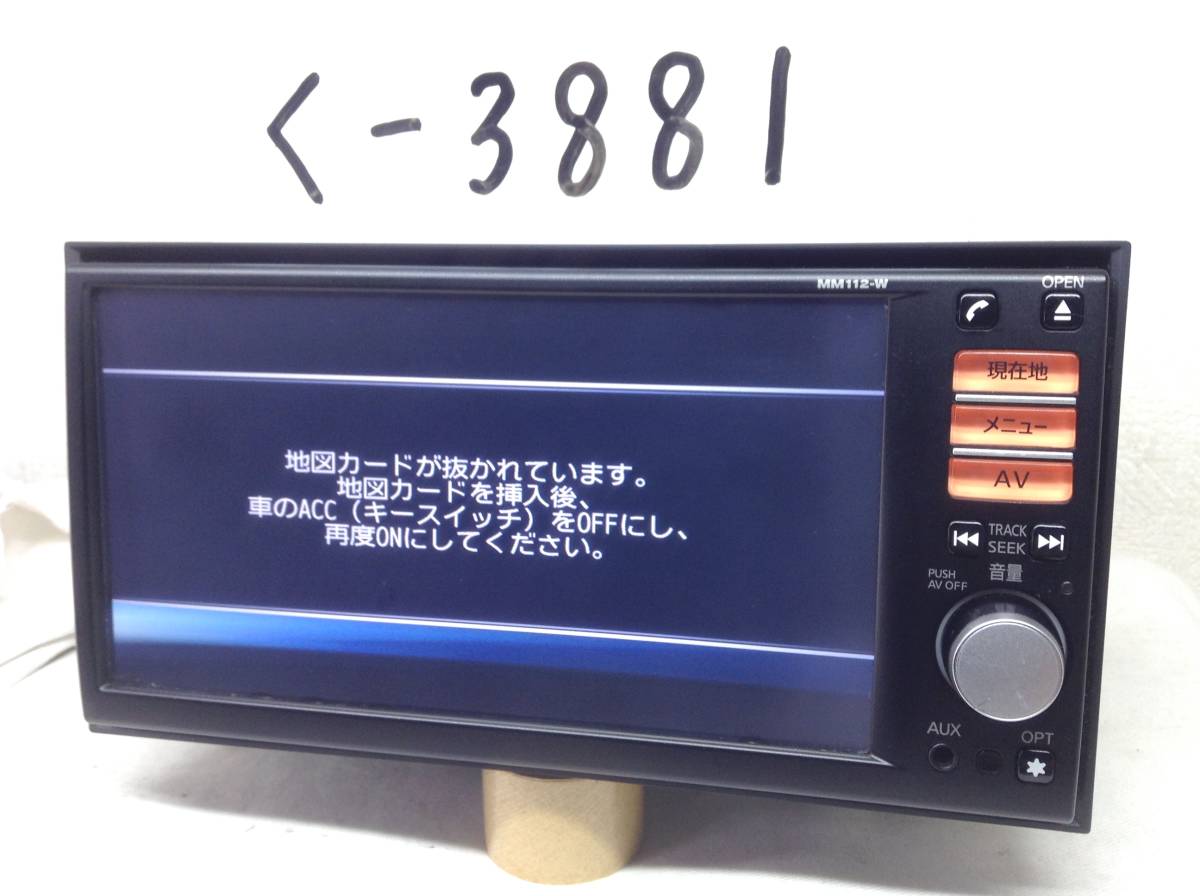 く-3881
MM112-W
OPEN
現在地
メニュー
AV
地図カードが抜かれています。
地図カードを挿入後、
車のACC（キースイッチ）をOFFにし、
再度ONにしてください。
TRACK
SEEK
音量
PUSH
AV OFF
AUX
OPT